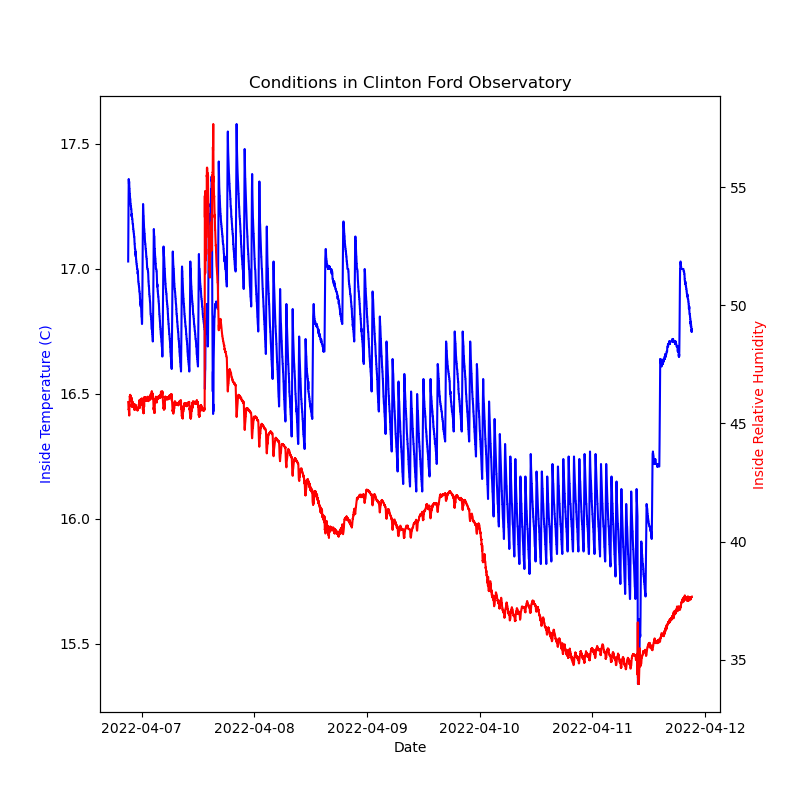 Conditions in Clinton Ford Observatory
17.5
17.0
16.5
16.0
15.5
Inside Temperature (C)
55
50
45
40
35
Inside Relative Humidity
2022-04-07 2022-04-08 2022-04-09 2022-04-10 2022-04-11 2022-04-12
Date